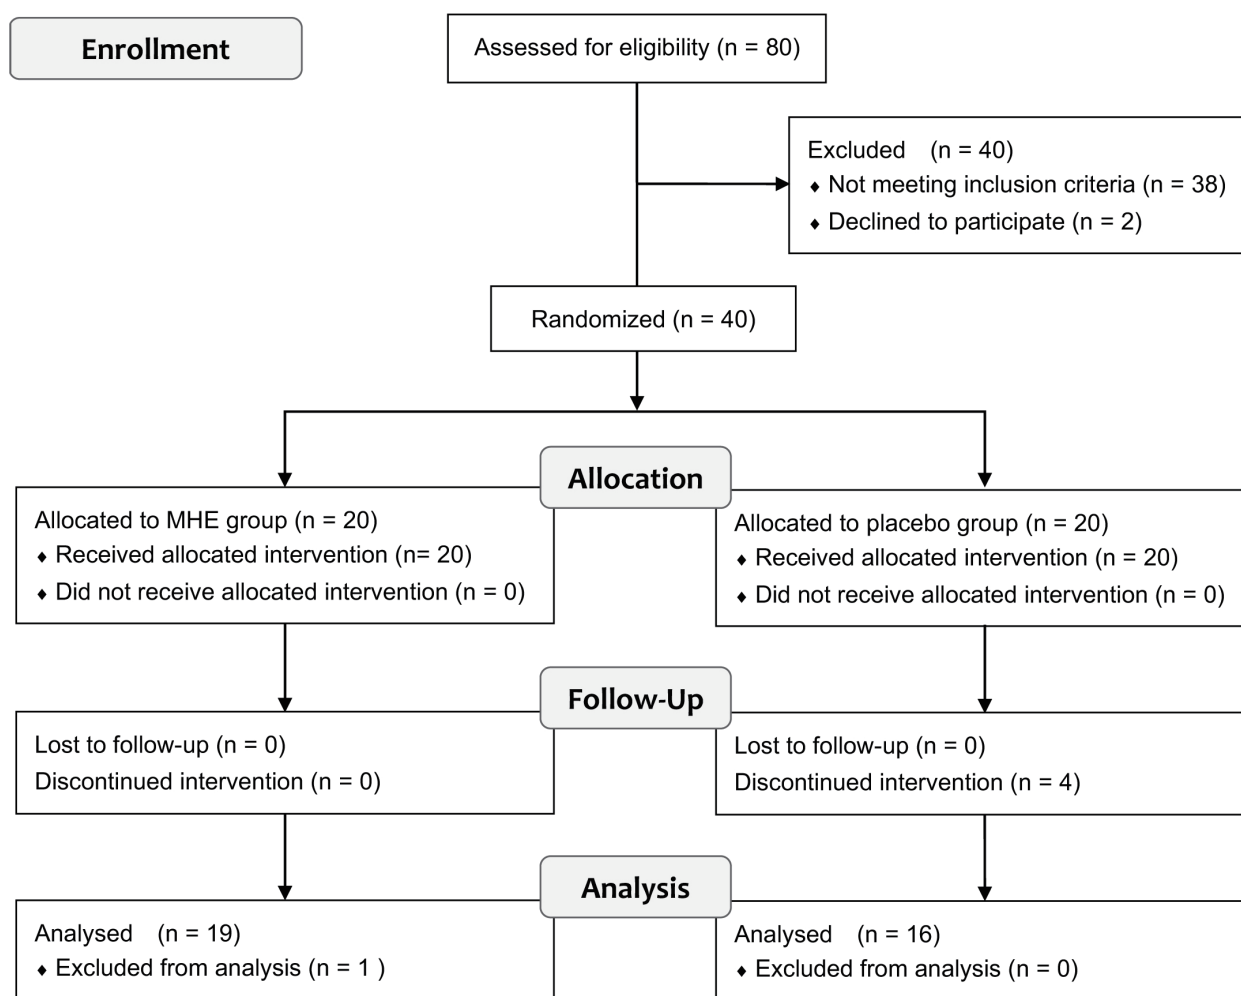 Enrollment
Assessed for eligibility (n = 80)
Excluded (n = 40)
♦ Not meeting inclusion criteria (n = 38)
♦ Declined to participate (n = 2)
Randomized (n = 40)
Allocation
Allocated to MHE group (n = 20)
♦ Received allocated intervention (n= 20)
♦ Did not receive allocated intervention (n = 0)
Allocated to placebo group (n = 20)
♦ Received allocated intervention (n = 20)
♦ Did not receive allocated intervention (n = 0)
Follow-Up
Lost to follow-up (n = 0)
Discontinued intervention (n = 0)
Lost to follow-up (n = 0)
Discontinued intervention (n = 4)
Analysis
Analysed (n = 19)
♦ Excluded from analysis (n = 1 )
Analysed (n = 16)
♦ Excluded from analysis (n = 0)